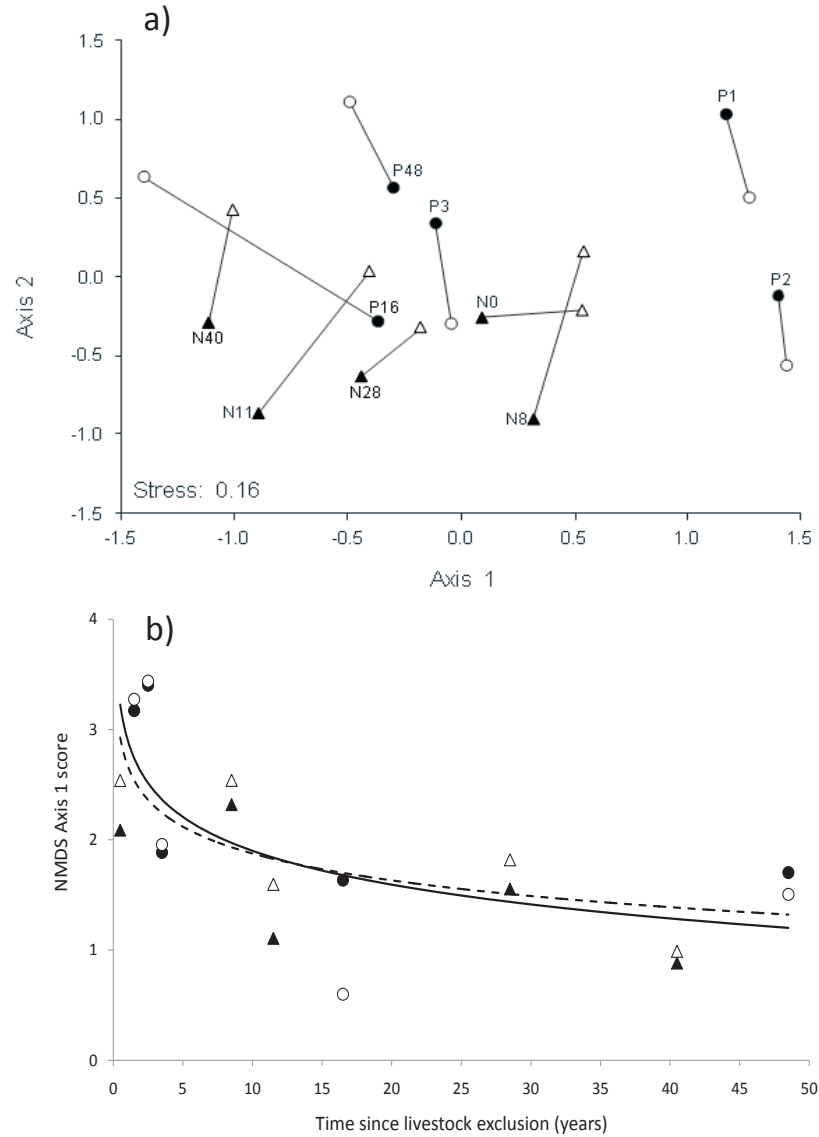 a)
1.5
1.0
0.5
0.0
-0.5
-1.0
-1.5
Axis 2
P1
P48
P3
P2
P16
N0
N40
N28
N11
N8
Stress: 0.16
-1.5 -1.0 -0.5 0.0 0.5 1.0 1.5
Axis 1
b)
4
3
2
1
0
NMDS Axis 1 score
0 5 10 15 20 25 30 35 40 45 50
Time since livestock exclusion (years)